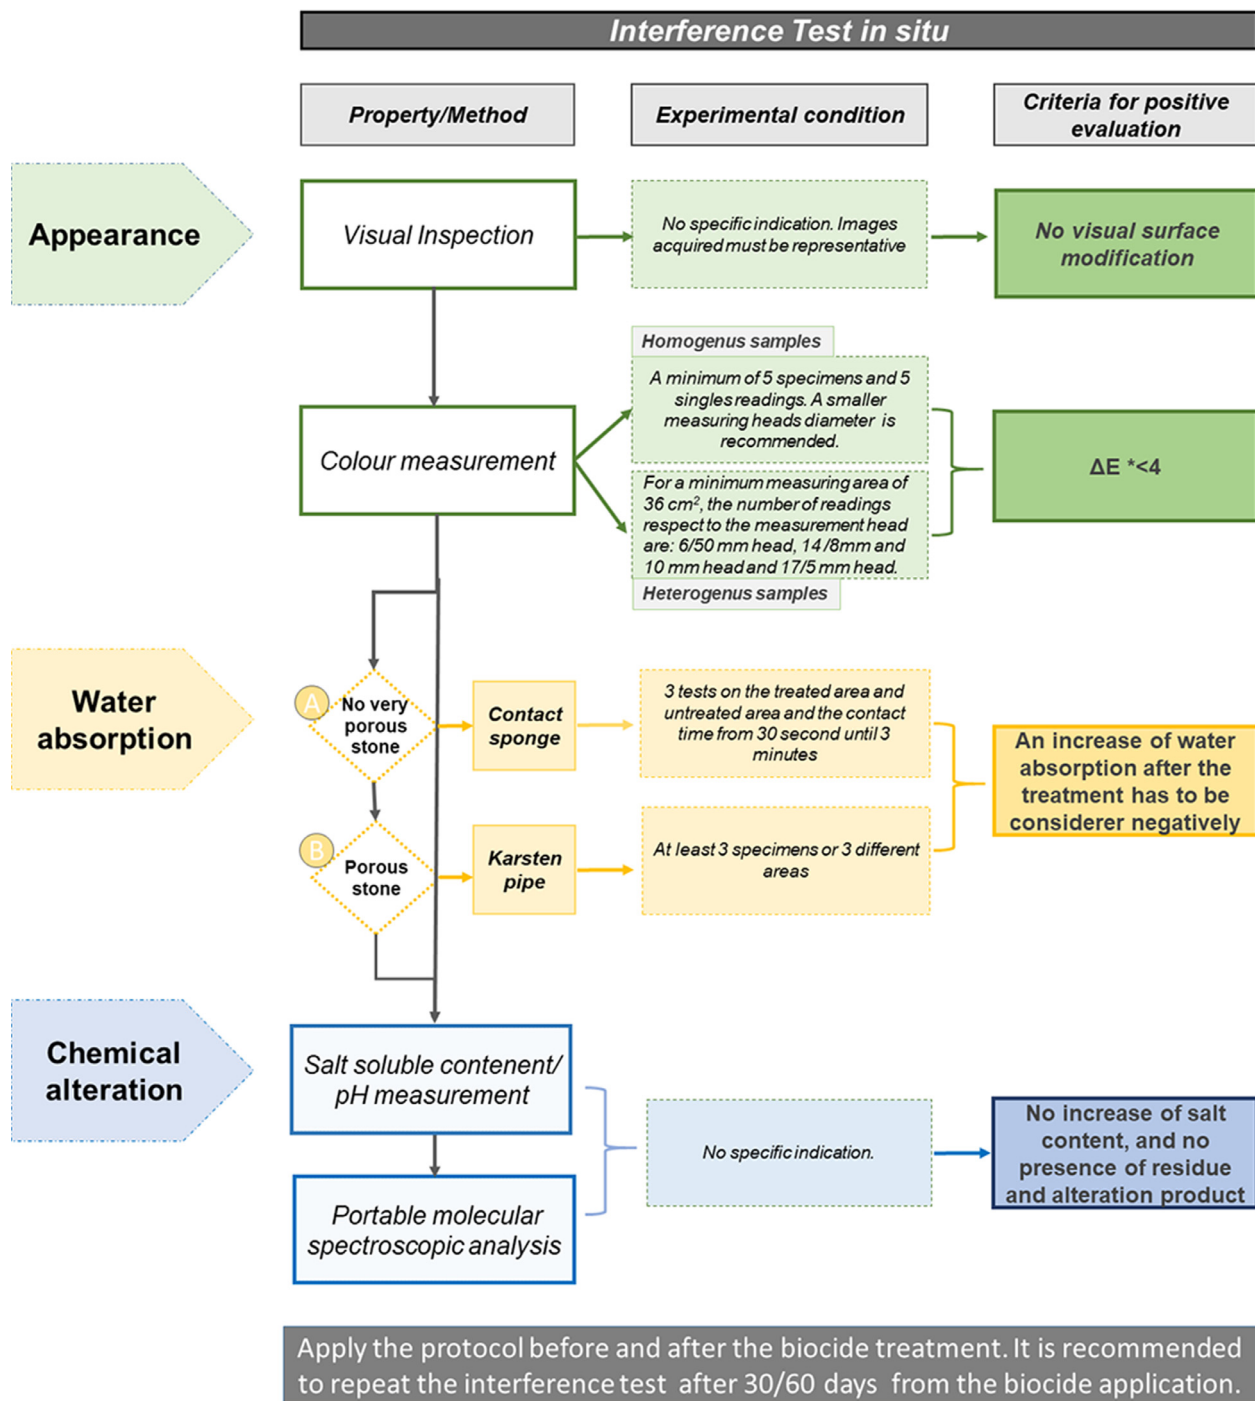 Interference Test in situ
Property/Method
Experimental condition
Criteria for positive
evaluation
Appearance
Visual Inspection
No specific indication. Images
acquired must be representative
No visual surface
modification
Homogenus samples
A minimum of 5 specimens and 5
singles readings. A smaller
measuring heads diameter is
recommended.
Colour measurement
For a minimum measuring area of
36 cm², the number of readings
respect to the measurement head
are: 6/50 mm head, 14/8mm and
10 mm head and 17/5 mm head.
Heterogenus samples
ΔE *<4
Water
absorption
A
No very
porous
stone
Contact
sponge
3 tests on the treated area and
untreated area and the contact
time from 30 second until 3
minutes
An increase of water
absorption after the
treatment has to be
considerer negatively
B
Porous
stone
Karsten
pipe
At least 3 specimens or 3 different
areas
Chemical
alteration
Salt soluble contenent/
pH measurement
No specific indication.
No increase of salt
content, and no
presence of residue
and alteration product
Portable molecular
spectroscopic analysis
Apply the protocol before and after the biocide treatment. It is recommended
to repeat the interference test after 30/60 days from the biocide application.